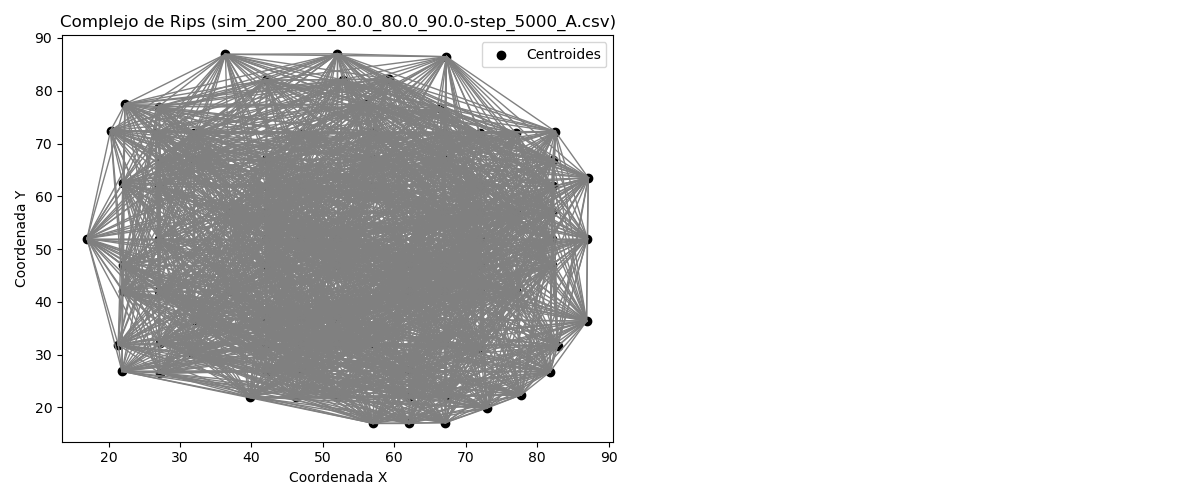 Complejo de Rips (sim_200_200_80.0_80.0_90.0-step_5000_A.csv)
Centroides
90
80
70
60
50
40
30
20
Coordenada Y
20 30 40 50 60 70 80 90
Coordenada X